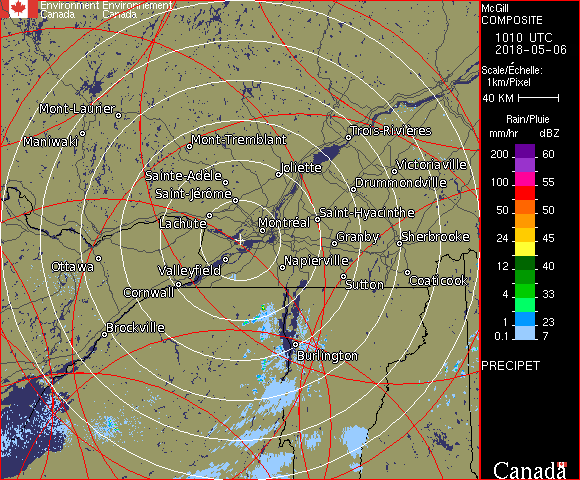 Environment Environnement
Canada Canada
McGill
COMPOSITE
1010 UTC
2018-05-06
Scale/Échelle:
1km/Pixel
40 KM
Rain/Pluie
mm/hr dBZ
200 60
100 55
50 50
24 45
12 40
4 33
1 23
0.1 7
PRECIPET
Canada
Mont-Laurier
Maniwaki
Mont-Tremblant
Trois-Rivières
Joliette
Victoriaville
Sainte-Adèle
Drummondville
Saint-Jérôme
Saint-Hyacinthe
Lachute
Montréal
Granby
Sherbrooke
Ottawa
Valleyfield
Napierville
Cornwall
Sutton
Coaticook
Brockville
Burlington